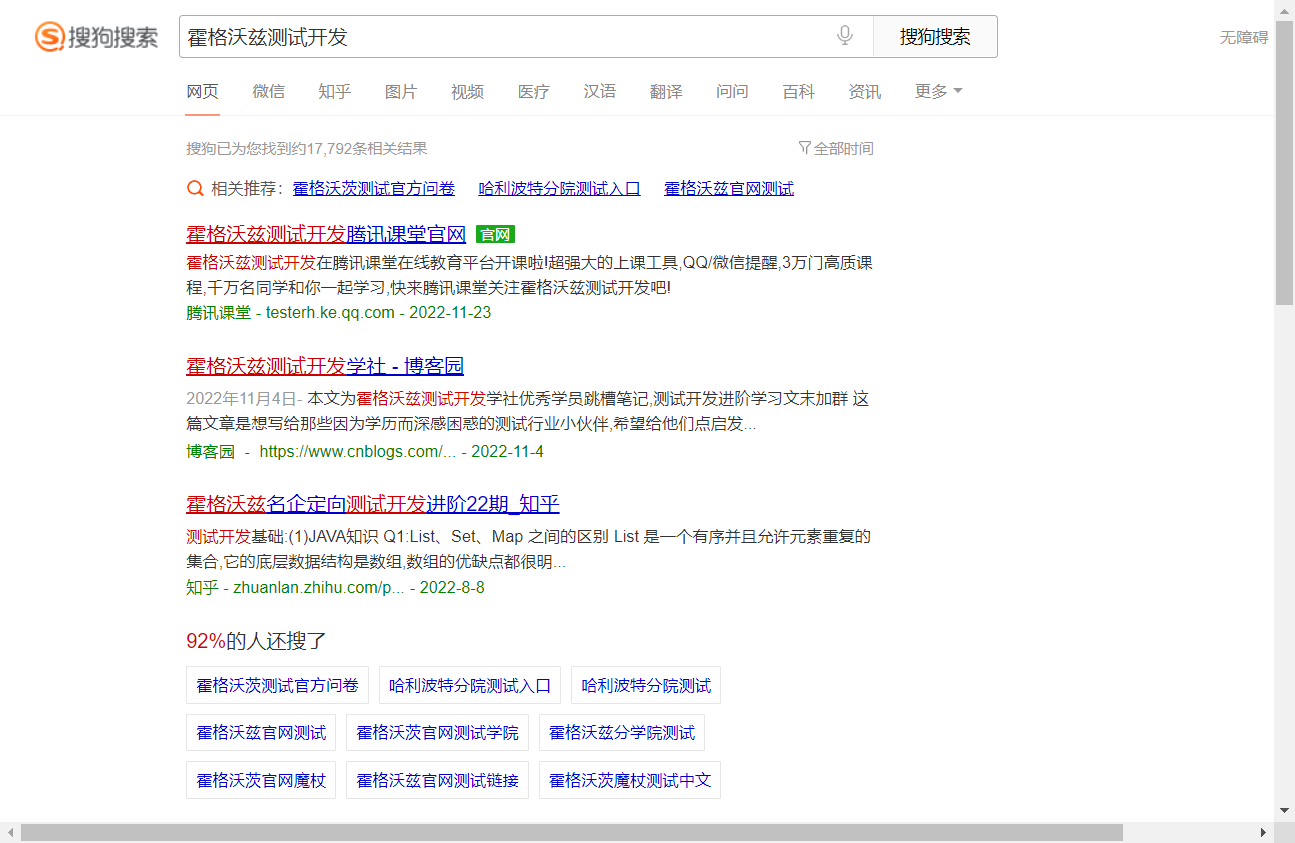 搜狗搜索 霍格沃兹测试开发 搜狗搜索 无障碍
网页 微信 知乎 图片 视频 医疗 汉语 翻译 问问 百科 资讯 更多
搜狗已为您找到约17,792条相关结果 全部时间
相关推荐: 霍格沃茨测试官方问卷 哈利波特分院测试入口 霍格沃兹官网测试
霍格沃兹测试开发腾讯课堂官网 官网
霍格沃兹测试开发在腾讯课堂在线教育平台开课啦!超强大的上课工具,QQ/微信提醒,3万门高质课
程,千万名同学和你一起学习,快来腾讯课堂关注霍格沃兹测试开发吧!
腾讯课堂 - testerh.ke.qq.com - 2022-11-23
霍格沃兹测试开发学社 - 博客园
2022年11月4日- 本文为霍格沃兹测试开发学社优秀学员跳槽笔记,测试开发进阶学习文末加群 这
篇文章是想写给那些因为学历而深感困惑的测试行业小伙伴,希望给他们点启发...
博客园 - https://www.cnblogs.com/... - 2022-11-4
霍格沃兹名企定向测试开发进阶22期_知乎
测试开发基础:(1)JAVA知识 Q1:List、Set、Map 之间的区别 List 是一个有序并且允许元素重复的
集合,它的底层数据结构是数组,数组的优缺点都很明...
知乎 - zhuanlan.zhihu.com/p... - 2022-8-8
92%的人还搜了
霍格沃茨测试官方问卷 哈利波特分院测试入口 哈利波特分院测试
霍格沃兹官网测试 霍格沃茨官网测试学院 霍格沃兹分学院测试
霍格沃茨官网魔杖 霍格沃兹官网测试链接 霍格沃茨魔杖测试中文